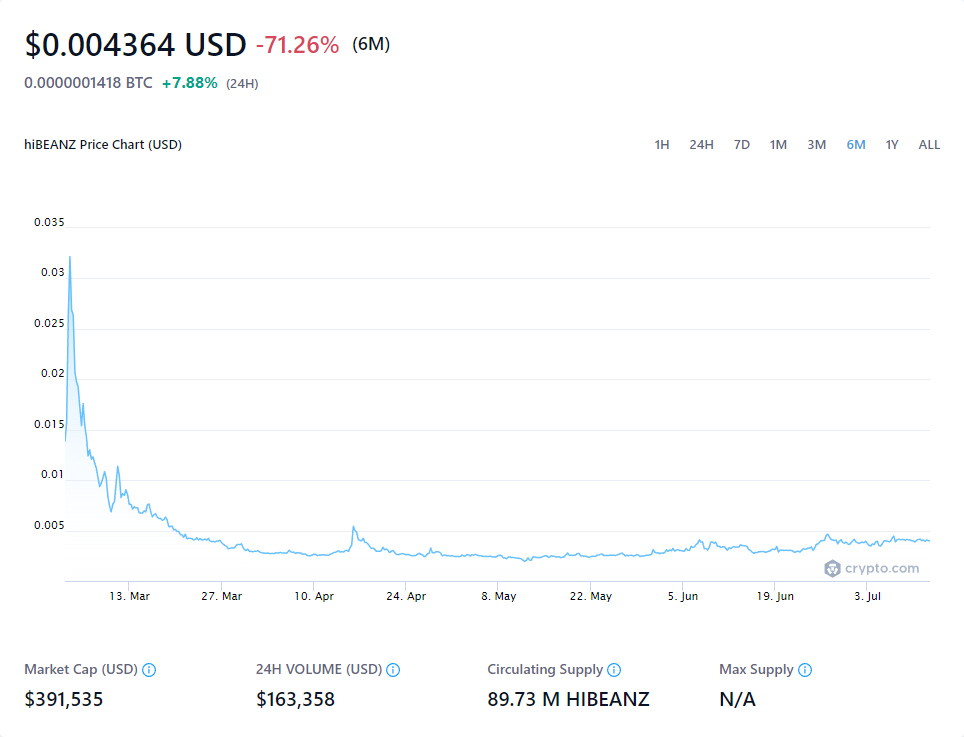 $0.004364 USD -71.26% (6M)
0.0000001418 BTC +7.88% (24H)
hiBEANZ Price Chart (USD) 1H 24H 7D 1M 3M 6M 1Y ALL
0.035
0.03
0.025
0.02
0.015
0.01
0.005
crypto.com
13. Mar 27. Mar 10. Apr 24. Apr 8. May 22. May 5. Jun 19. Jun 3. Jul
Market Cap (USD) 24H VOLUME (USD) Circulating Supply Max Supply
$391,535 $163,358 89.73 M HIBEANZ N/A